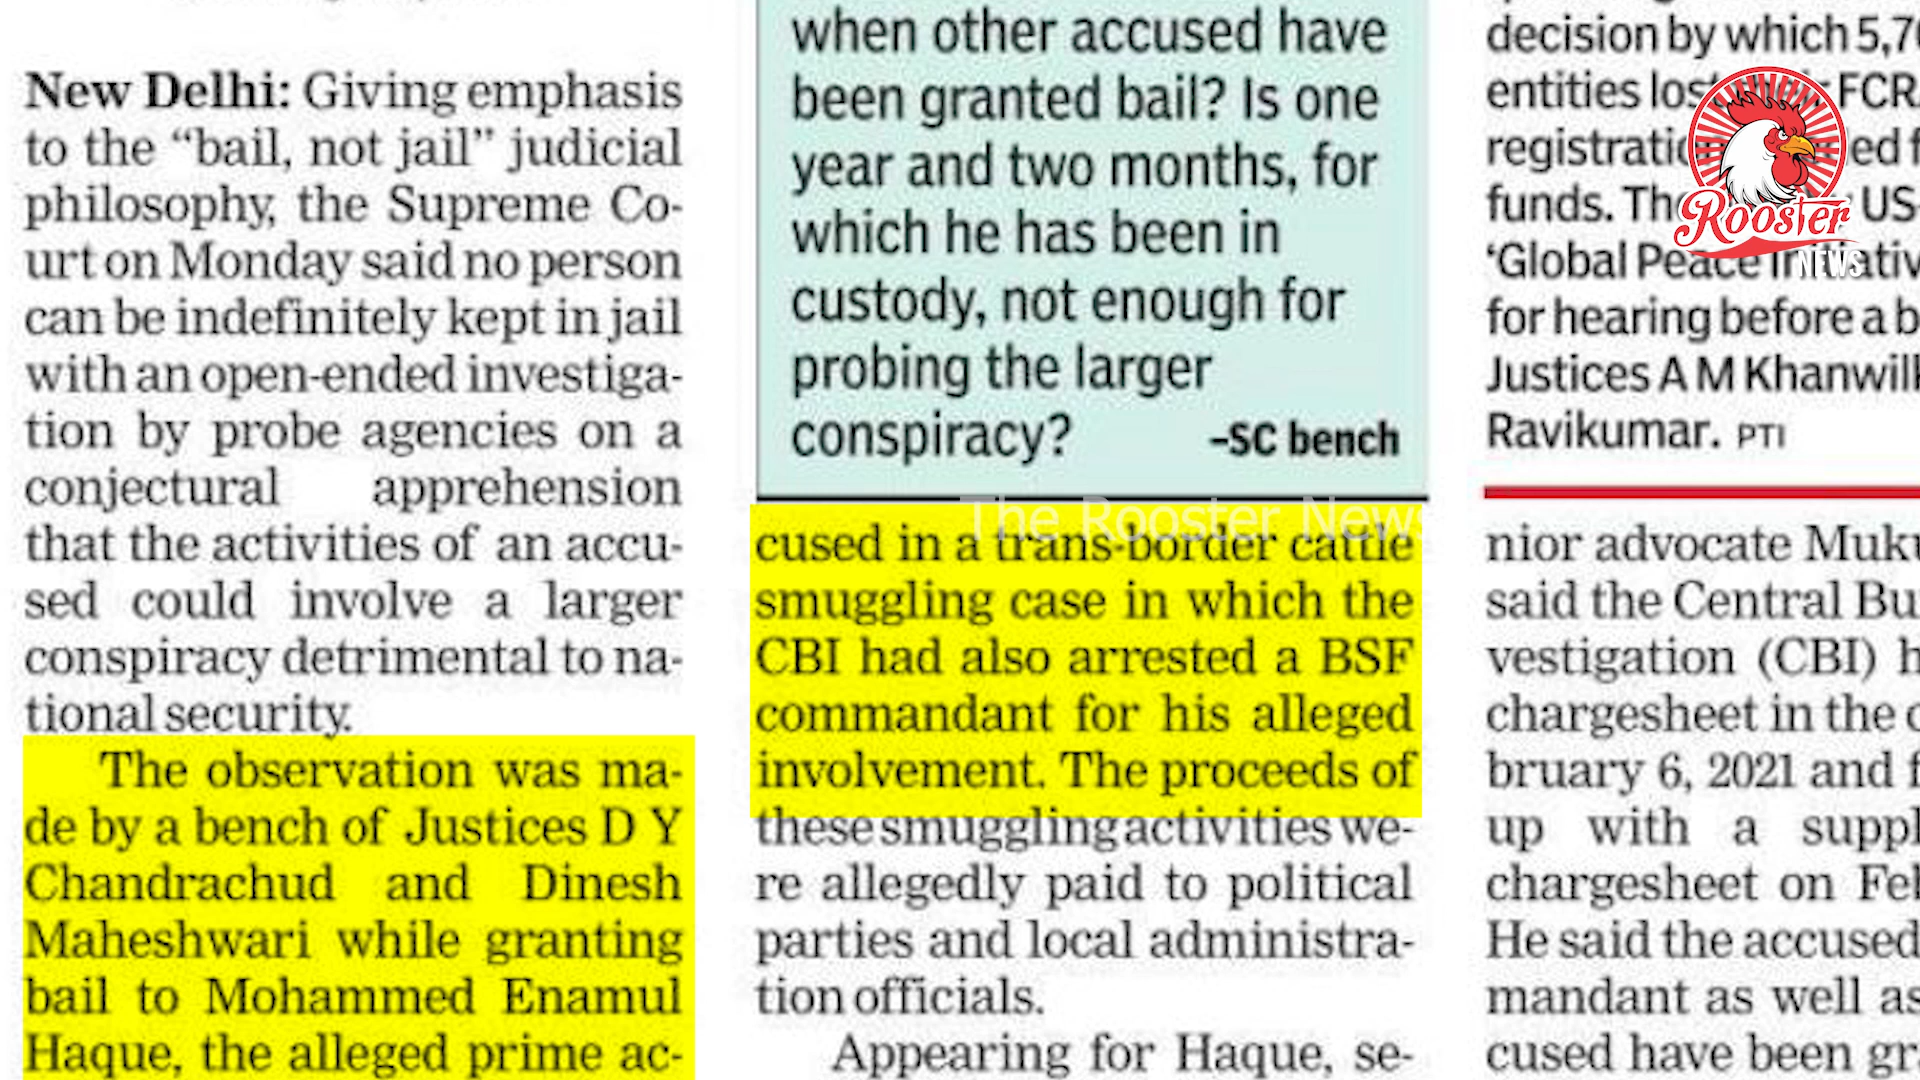 New Delhi: Giving emphasis
to the “bail, not jail” judicial
philosophy, the Supreme Co-
urt on Monday said no person
can be indefinitely kept in jail
with an open-ended investiga-
tion by probe agencies on a
conjectural apprehension
that the activities of an accu-
sed could involve a larger
conspiracy detrimental to na-
tional security.
The observation was ma-
de by a bench of Justices D Y
Chandrachud and Dinesh
Maheshwari while granting
bail to Mohammed Enamul
Haque, the alleged prime ac-
when other accused have
been granted bail? Is one
year and two months, for
which he has been in
custody, not enough for
probing the larger
conspiracy? –SC bench
The Rooster News
cused in a trans-border cattle
smuggling case in which the
CBI had also arrested a BSF
commandant for his alleged
involvement. The proceeds of
these smuggling activities we-
re allegedly paid to political
parties and local administra-
tion officials.
Appearing for Haque, se-
decision by which 5,
entities FCR
funds. US
‘Global Peace
for hearing before a
Justices A M
Ravikumar. PTI
Rooster
NEWS
nior advocate
said the Central
vestigation (CBI)
chargesheet in the
bruary 6, 2021 and
up with a
chargesheet on
He said the accused
mandant as well as
cused have been